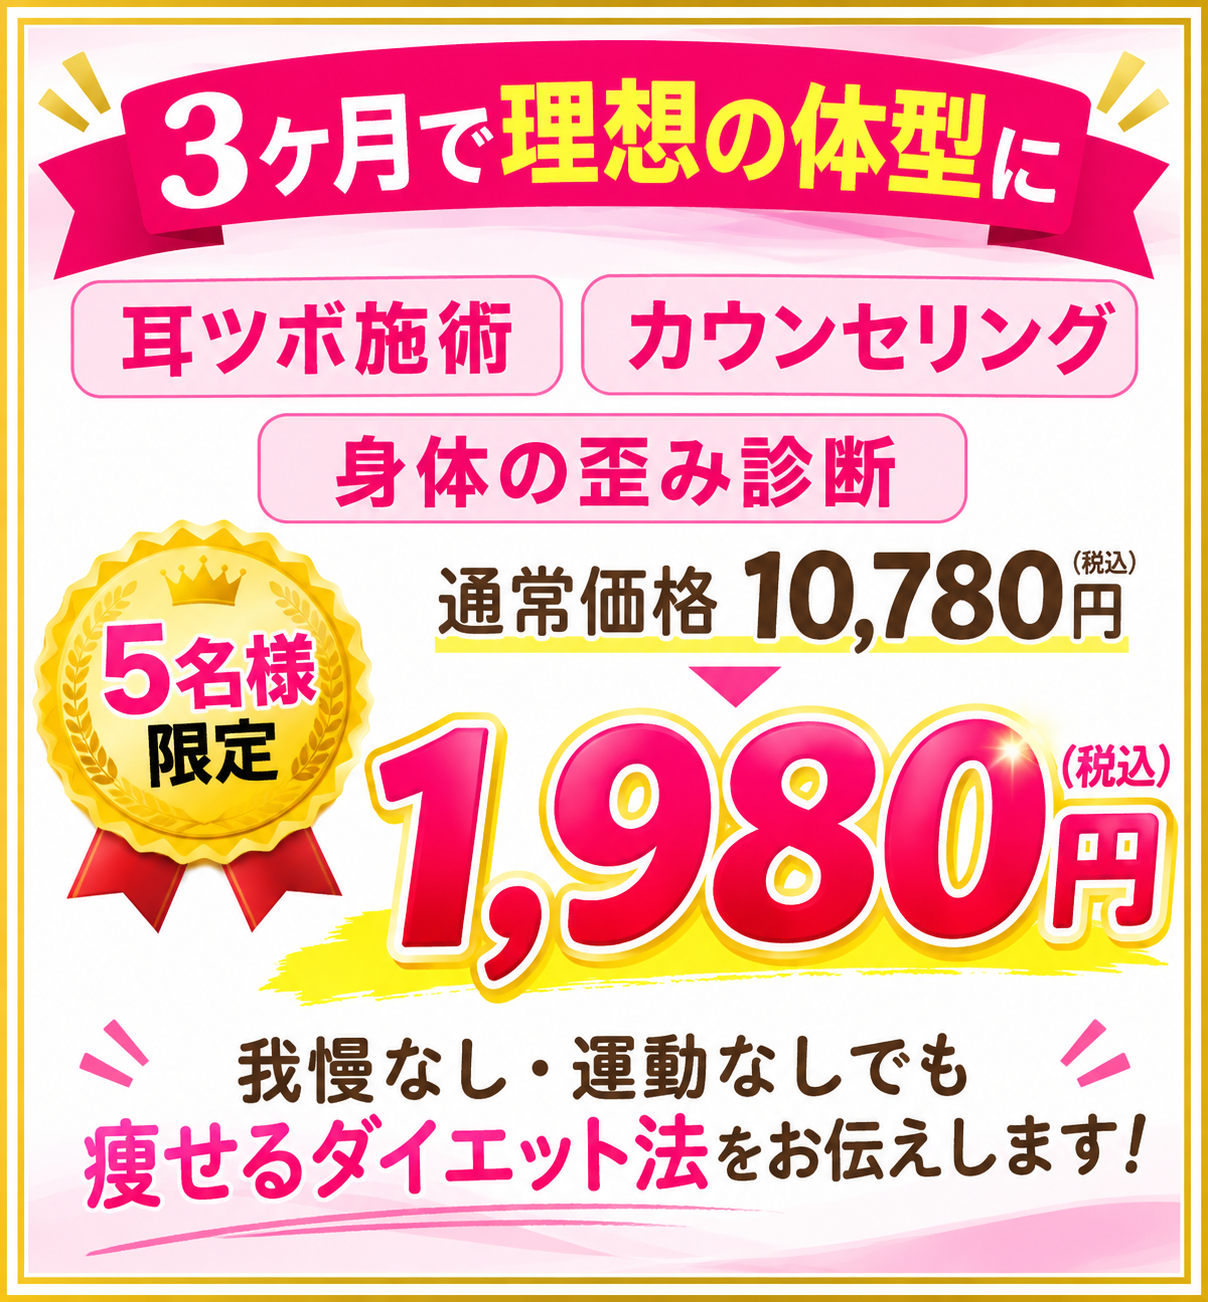 3ヶ月で理想の体型に
耳ツボ施術
カウンセリング
身体の歪み診断
5名様
限定
通常価格 10,780円(税込)
1,980円(税込)
我慢なし・運動なしでも
痩せるダイエット法をお伝えします!